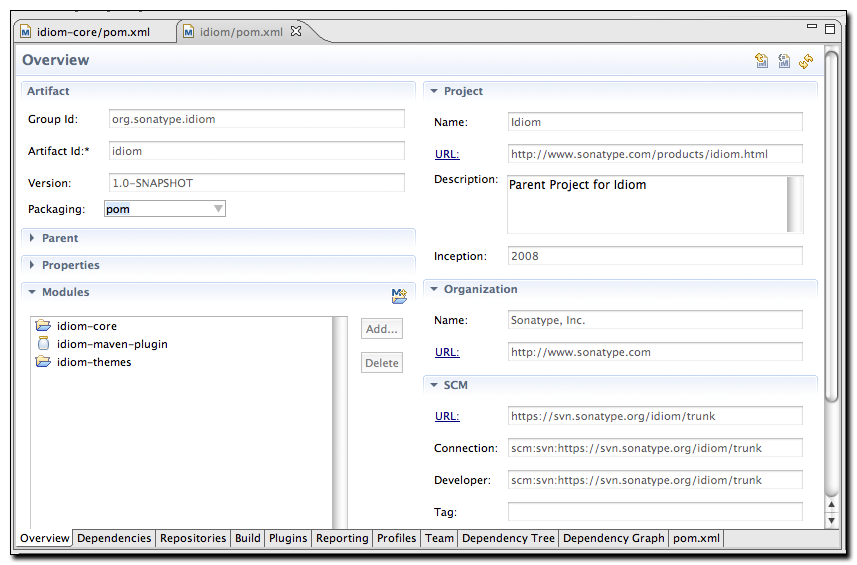 idiom-core/pom.xml
idiom/pom.xml
Overview
Artifact
Group Id: org.sonatype.idiom
Artifact Id:* idiom
Version: 1.0-SNAPSHOT
Packaging: pom
Parent
Properties
Modules
idiom-core
idiom-maven-plugin
idiom-themes
Add...
Delete
Project
Name: Idiom
URL: http://www.sonatype.com/products/idiom.html
Description: Parent Project for Idiom
Inception: 2008
Organization
Name: Sonatype, Inc.
URL: http://www.sonatype.com
SCM
URL: https://svn.sonatype.org/idiom/trunk
Connection: scm:svn:https://svn.sonatype.org/idiom/trunk
Developer: scm:svn:https://svn.sonatype.org/idiom/trunk
Tag:
Overview Dependencies Repositories Build Plugins Reporting Profiles Team Dependency Tree Dependency Graph pom.xml